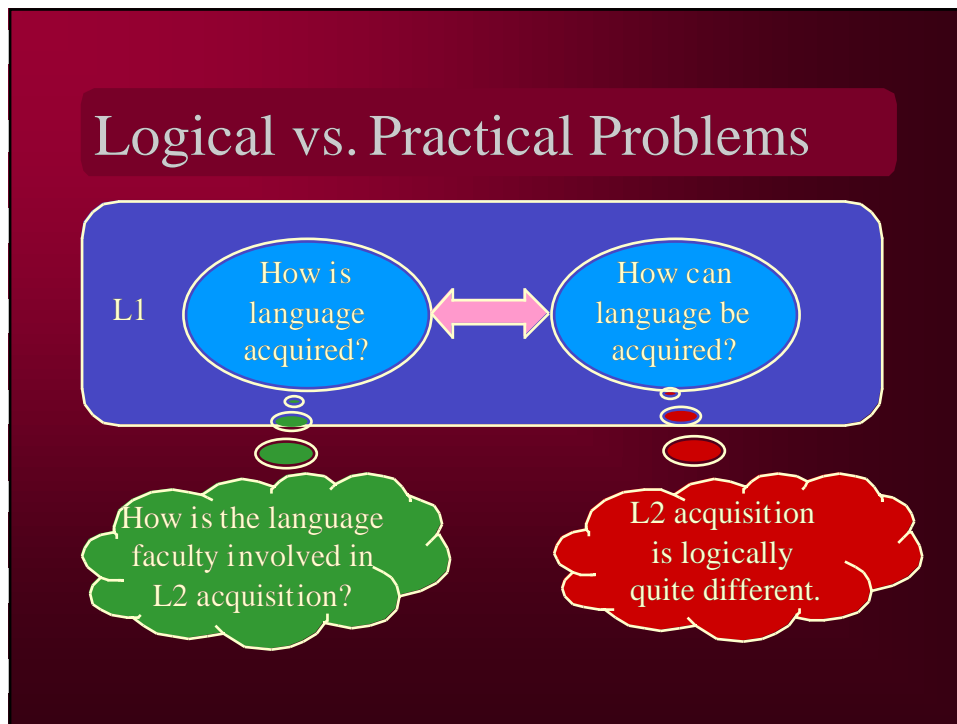 Logical vs. Practical Problems
L1
How is
language
acquired?
How can
language be
acquired?
How is the language
faculty involved in
L2 acquisition?
L2 acquisition
is logically
quite different.